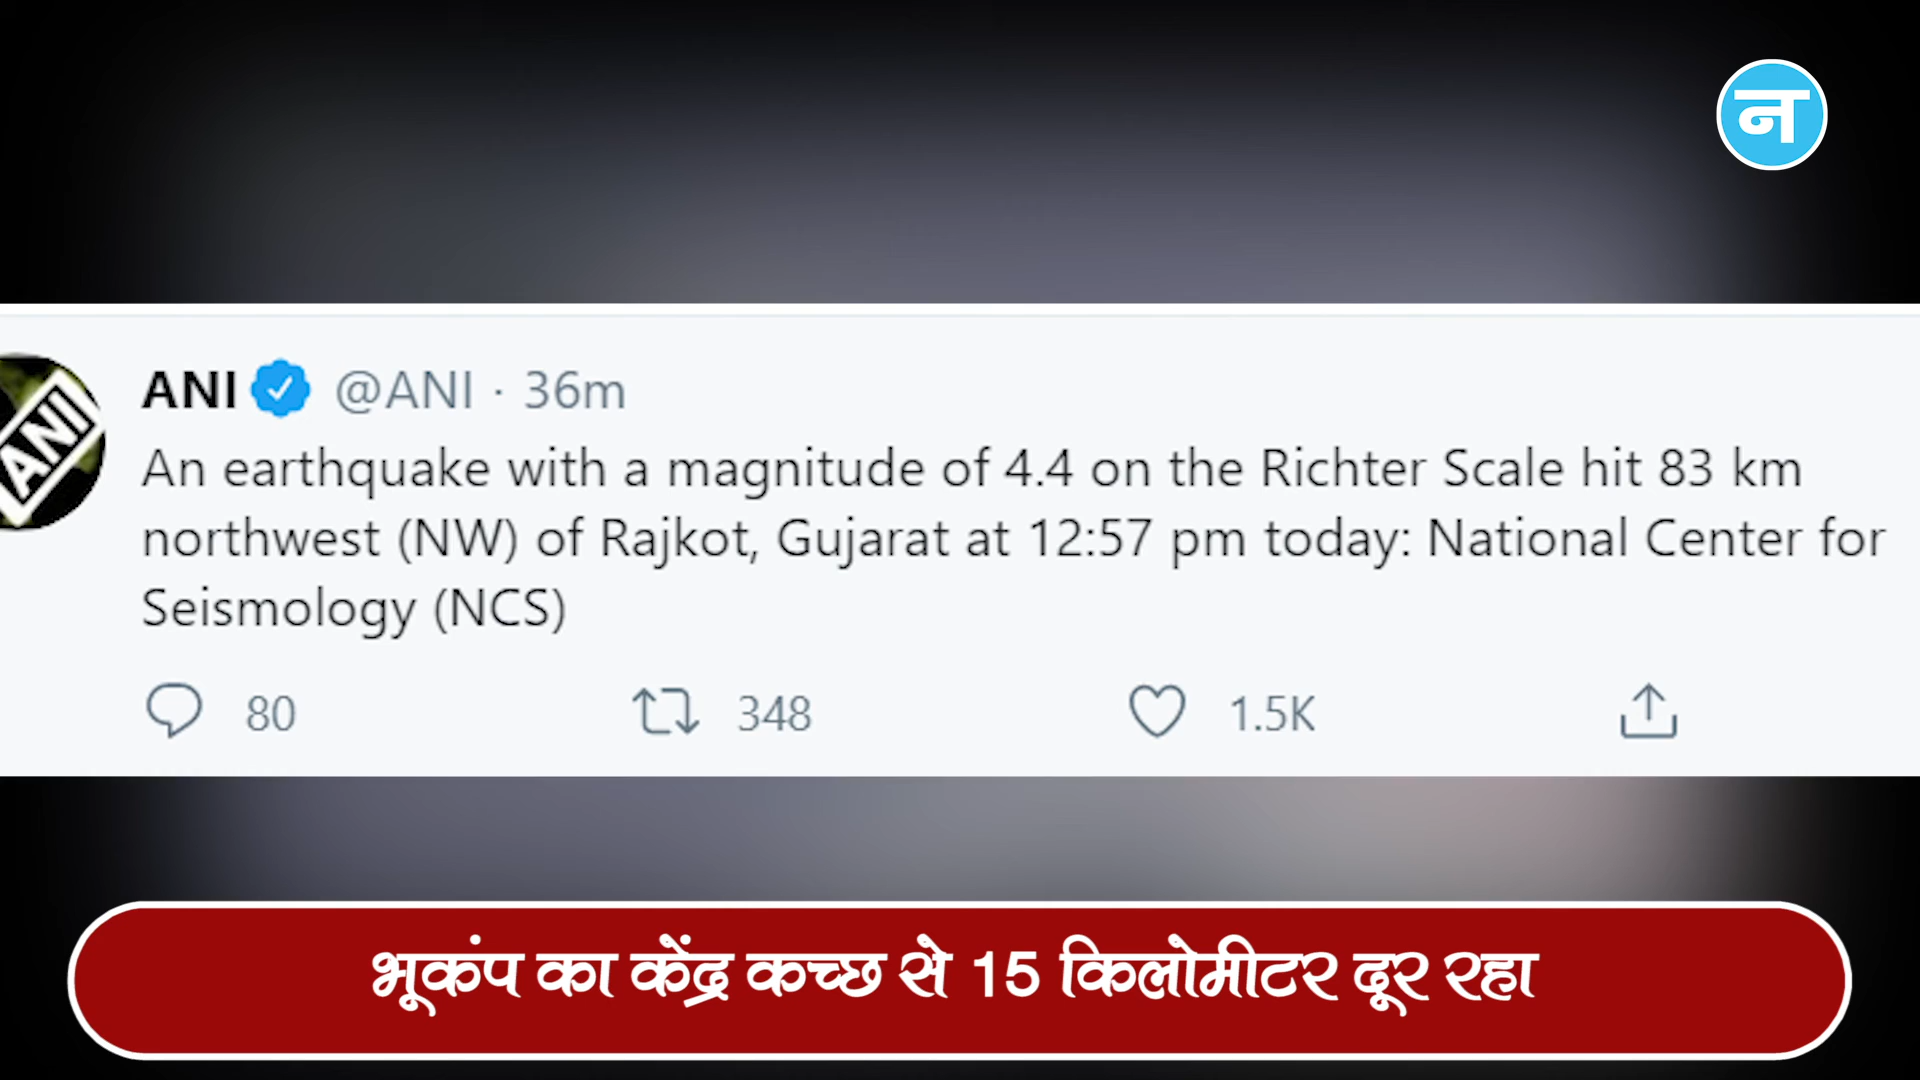 न
ANI @ANI · 36m
ANI
An earthquake with a magnitude of 4.4 on the Richter Scale hit 83 km
northwest (NW) of Rajkot, Gujarat at 12:57 pm today: National Center for
Seismology (NCS)
80 348 1.5K
भूकंप का केंद्र कच्छ से 15 किलोमीटर दूर रहा